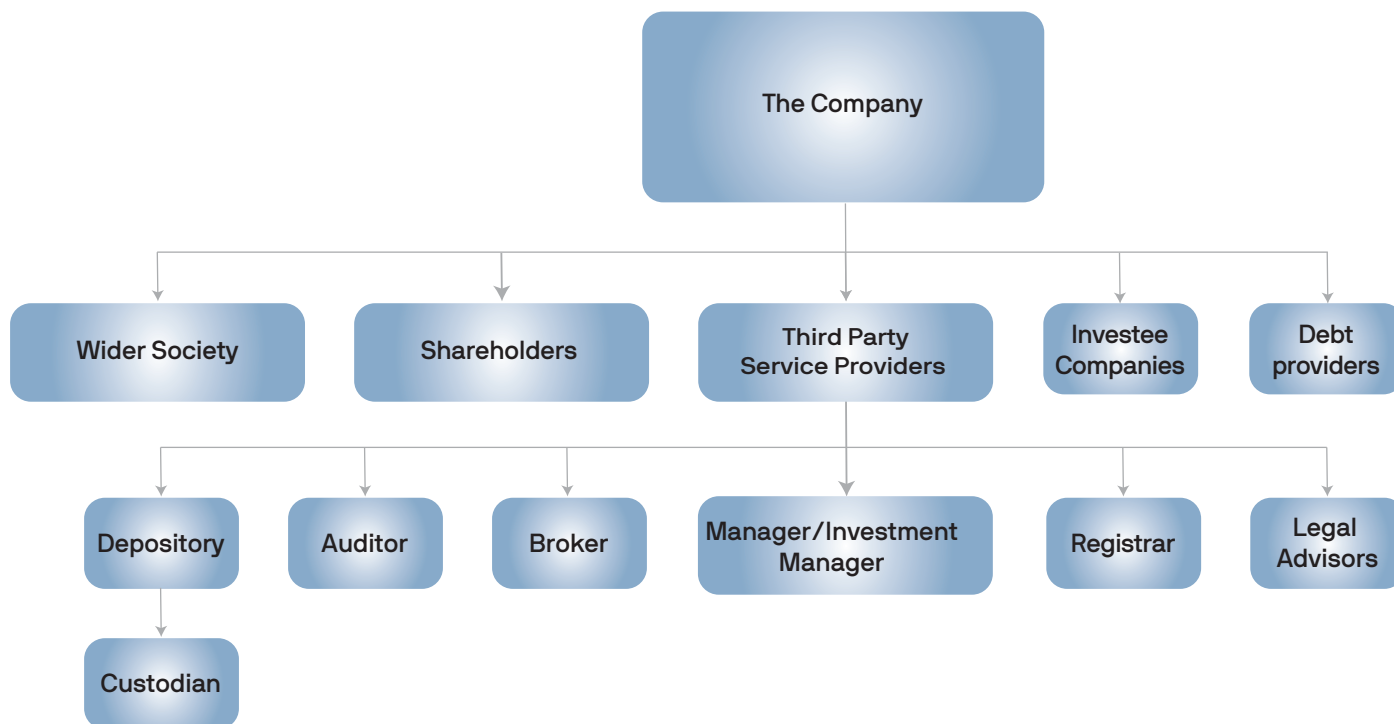 The Company
Wider Society
Shareholders
Third Party
Service Providers
Investee
Companies
Debt
providers
Depository
Auditor
Broker
Manager/Investment
Manager
Registrar
Legal
Advisors
Custodian